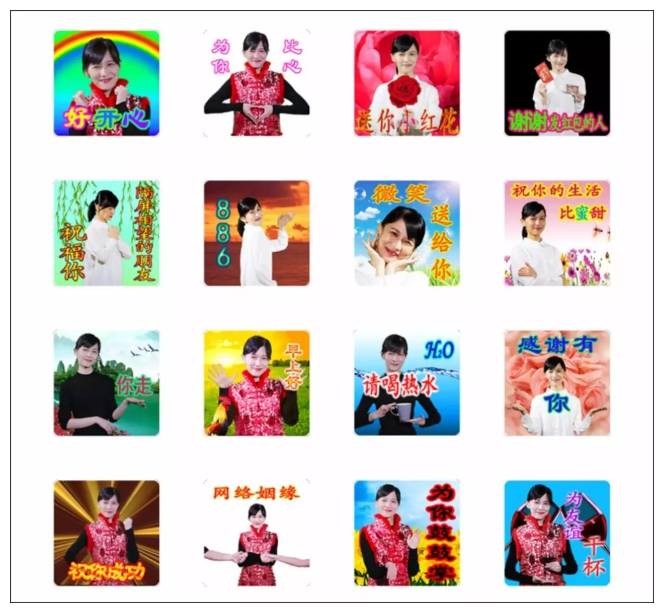 好开心
为你
比心
送你小红花
谢谢发红包的人
祝福你
隔屏相望的朋友
886
微笑
送给你
祝你的生活
比蜜甜
你走
早上好
H₂O
请喝热水
感谢有
你
祝你成功
网络姻缘
为你鼓鼓掌
为友谊
干杯